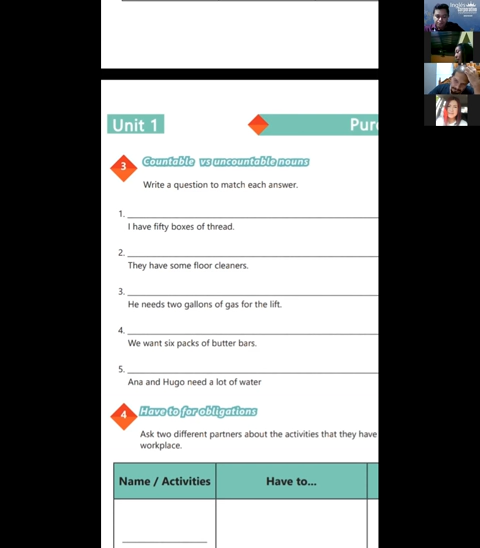 Inglés
Unit 1
3
Countable vs uncountable nouns
Write a question to match each answer.
1.
I have fifty boxes of thread.
2.
They have some floor cleaners.
3.
He needs two gallons of gas for the lift.
4.
We want six packs of butter bars.
5.
Ana and Hugo need a lot of water
4
Have to for obligations
Ask two different partners about the activities that they have
workplace.
Name / Activities
Have to...